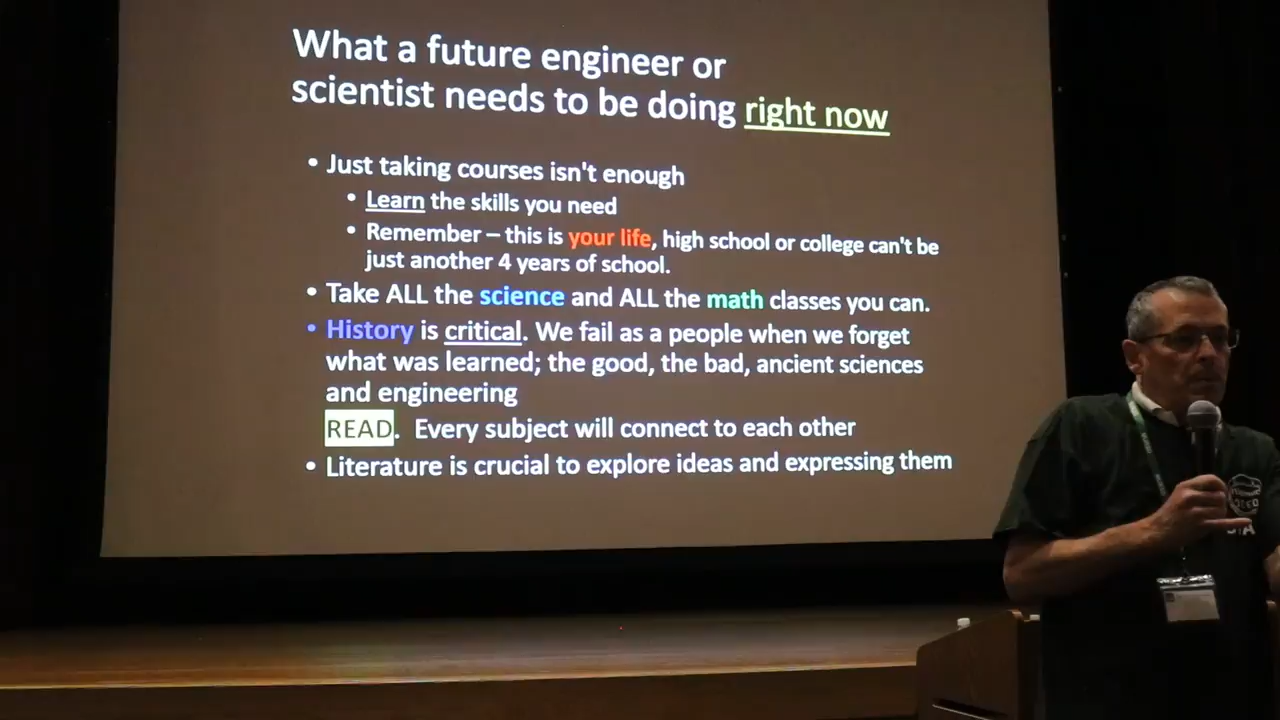 What a future engineer or
scientist needs to be doing right now
• Just taking courses isn't enough
• Learn the skills you need
• Remember – this is your life, high school or college can't be
just another 4 years of school.
• Take ALL the science and ALL the math classes you can.
• History is critical. We fail as a people when we forget
what was learned; the good, the bad, ancient sciences
and engineering
READ. Every subject will connect to each other
• Literature is crucial to explore ideas and expressing them